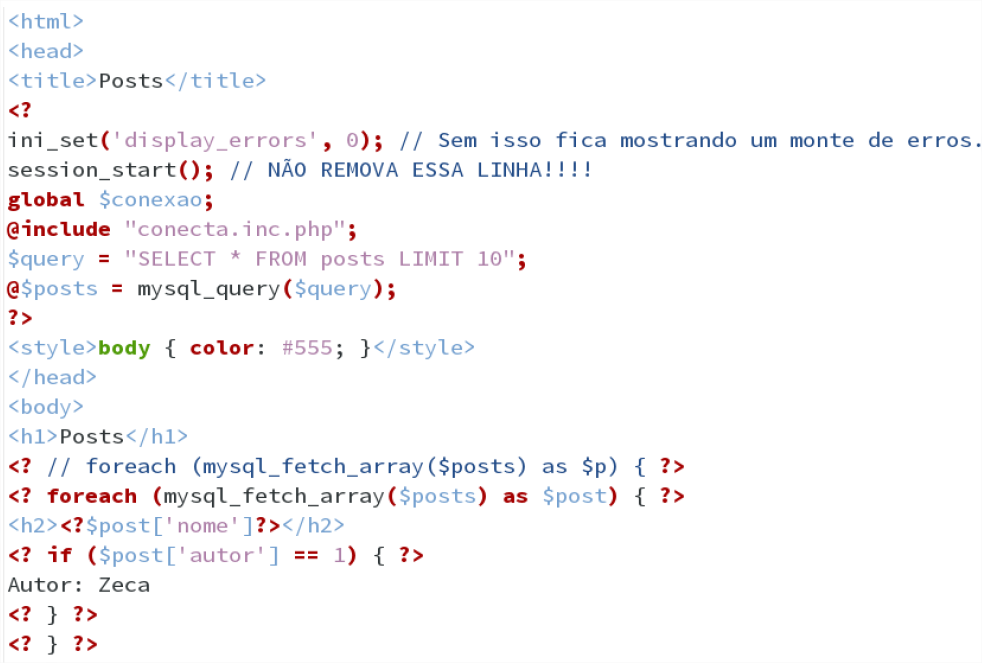 <html>
<head>
<title>Posts</title>
<?
ini_set('display_errors', 0); // Sem isso fica mostrando um monte de erros.
session_start(); // NÃO REMOVA ESSA LINHA!!!!
global $conexao;
@include "conecta.inc.php";
$query = "SELECT * FROM posts LIMIT 10";
@$posts = mysql_query($query);
?>
<style>body { color: #555; }</style>
</head>
<body>
<h1>Posts</h1>
<? // foreach (mysql_fetch_array($posts) as $p) { ?>
<? foreach (mysql_fetch_array($posts) as $post) { ?>
<h2><?$post['nome']?></h2>
<? if ($post['autor'] == 1) { ?>
Autor: Zeca
<? } ?>
<? } ?>